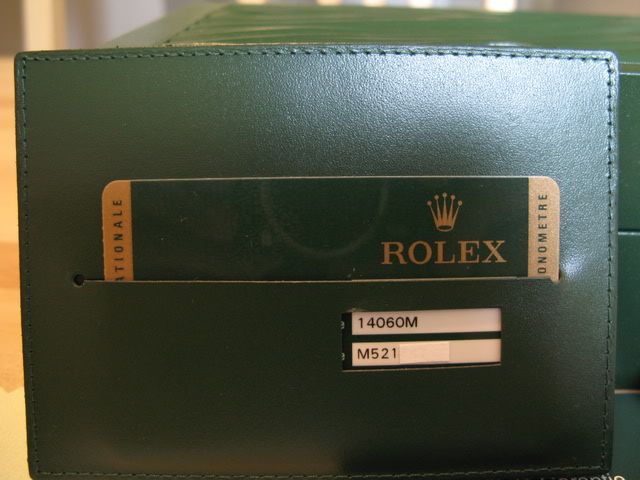 ATIONALE
ROLEX
ONOMETRE
14060M
M521